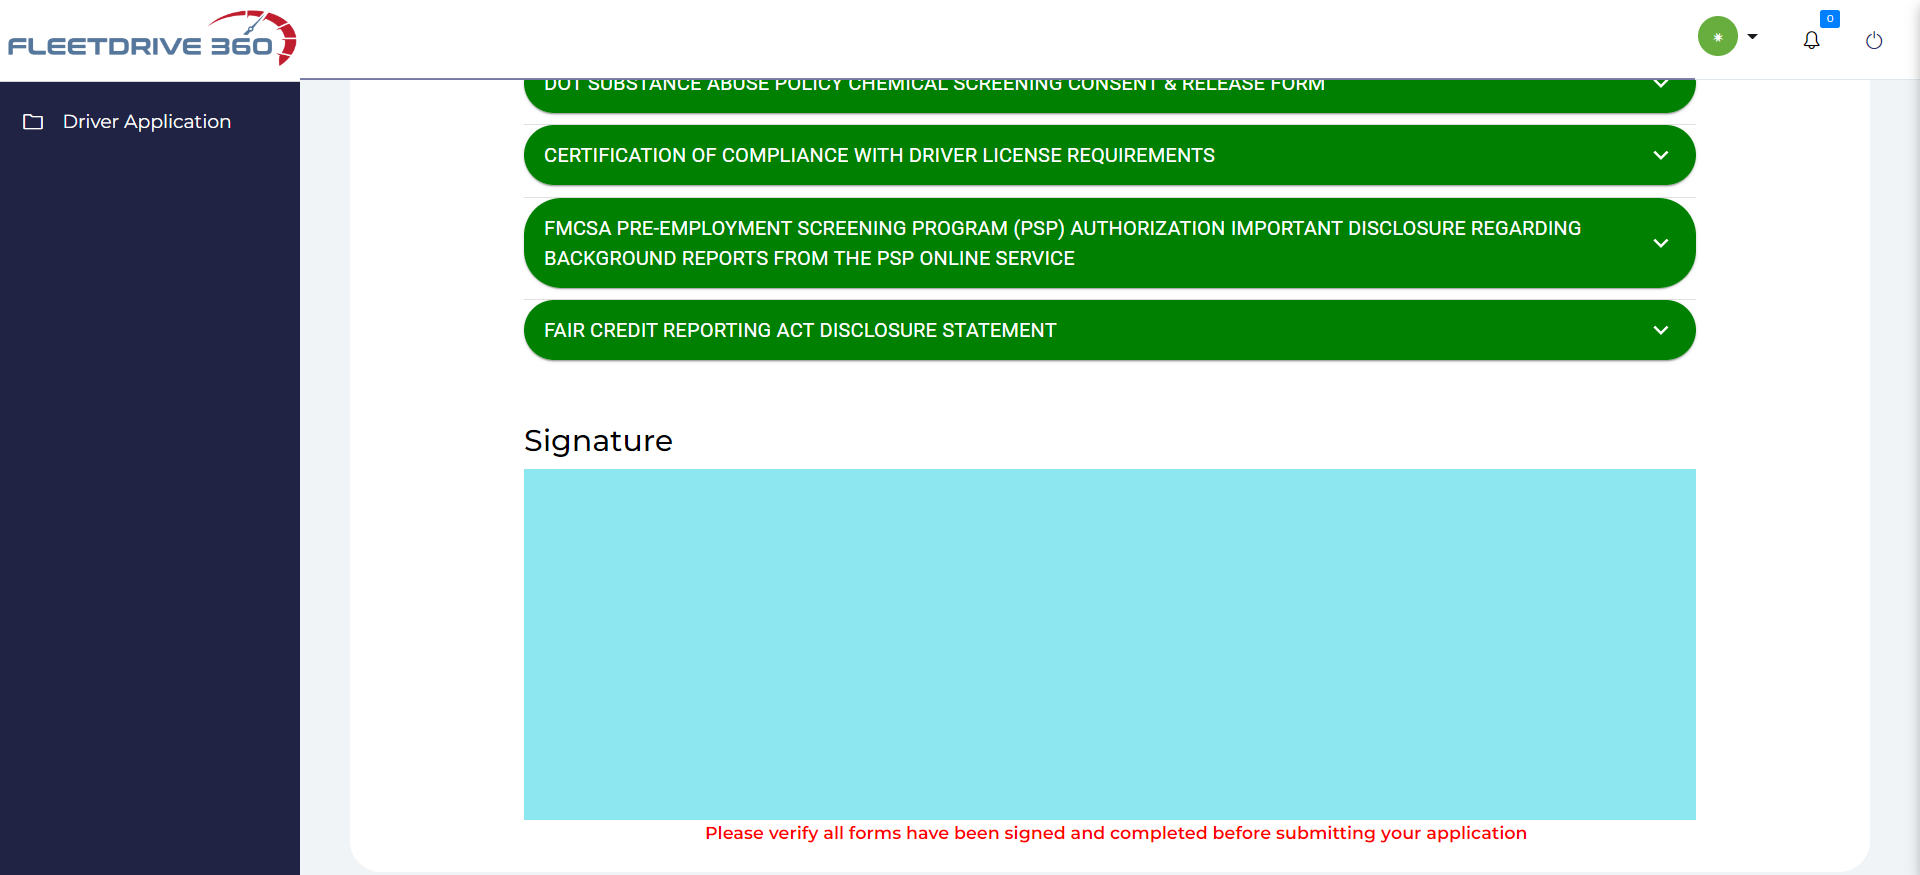 FLEETDRIVE 360
0
Driver Application
DOT SUBSTANCE ABUSE POLICY CHEMICAL SCREENING CONSENT & RELEASE FORM
CERTIFICATION OF COMPLIANCE WITH DRIVER LICENSE REQUIREMENTS
FMCSA PRE-EMPLOYMENT SCREENING PROGRAM (PSP) AUTHORIZATION IMPORTANT DISCLOSURE REGARDING
BACKGROUND REPORTS FROM THE PSP ONLINE SERVICE
FAIR CREDIT REPORTING ACT DISCLOSURE STATEMENT
Signature
Please verify all forms have been signed and completed before submitting your application